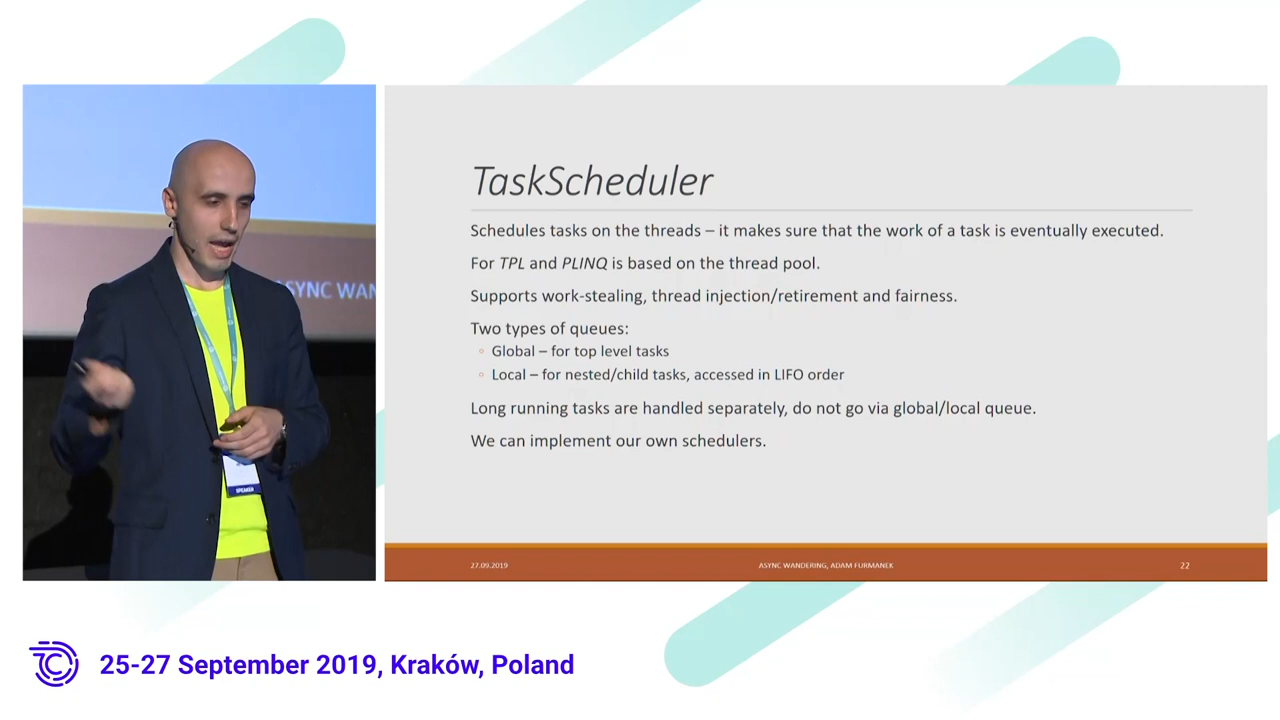 TaskScheduler
Schedules tasks on the threads – it makes sure that the work of a task is eventually executed.
For TPL and PLINQ is based on the thread pool.
Supports work-stealing, thread injection/retirement and fairness.
Two types of queues:
◦ Global – for top level tasks
◦ Local – for nested/child tasks, accessed in LIFO order
Long running tasks are handled separately, do not go via global/local queue.
We can implement our own schedulers.
27.09.2019
ASYNC WANDERING, ADAM FURMANEK
22
ASYNC WAN
SPEAKER
25-27 September 2019, Kraków, Poland